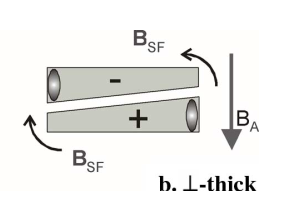 B_SF
-
+
B_A
B_SF
b. ⊥-thick